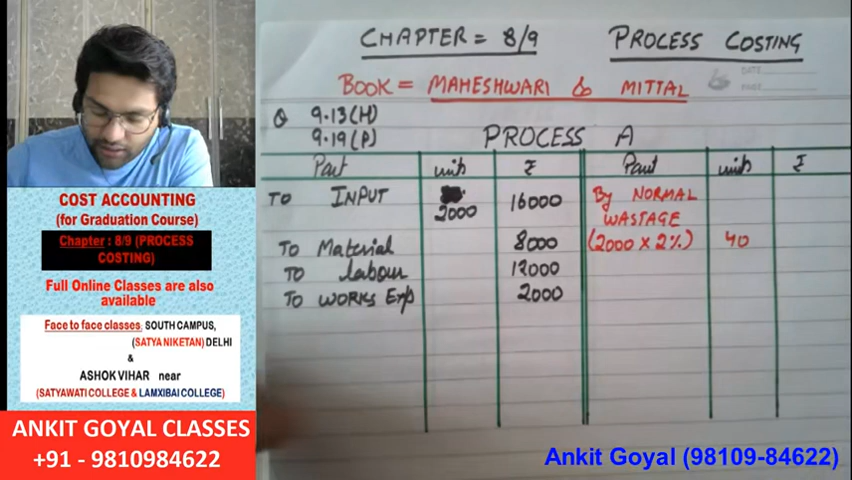 CHAPTER = 8/9 PROCESS COSTING
BOOK = MAHESHWARI & MITTAL
DATE
Q 9.13(H)
9.19(P) PROCESS A
Part units ₹ Part units ₹
TO INPUT 2000 16000 By NORMAL
WASTAGE
To Material 8000 (2000 X 2%) 40
To labour 12000
To WORKS Exp 2000
COST ACCOUNTING
(for Graduation Course)
Chapter : 8/9 (PROCESS
COSTING)
Full Online Classes are also
available
Face to face classes, SOUTH CAMPUS,
(SATYA NIKETAN) DELHI
&
ASHOK VIHAR near
(SATYAWATI COLLEGE & LAMXIBAI COLLEGE)
ANKIT GOYAL CLASSES
+91 - 9810984622
Ankit Goyal (98109-84622)